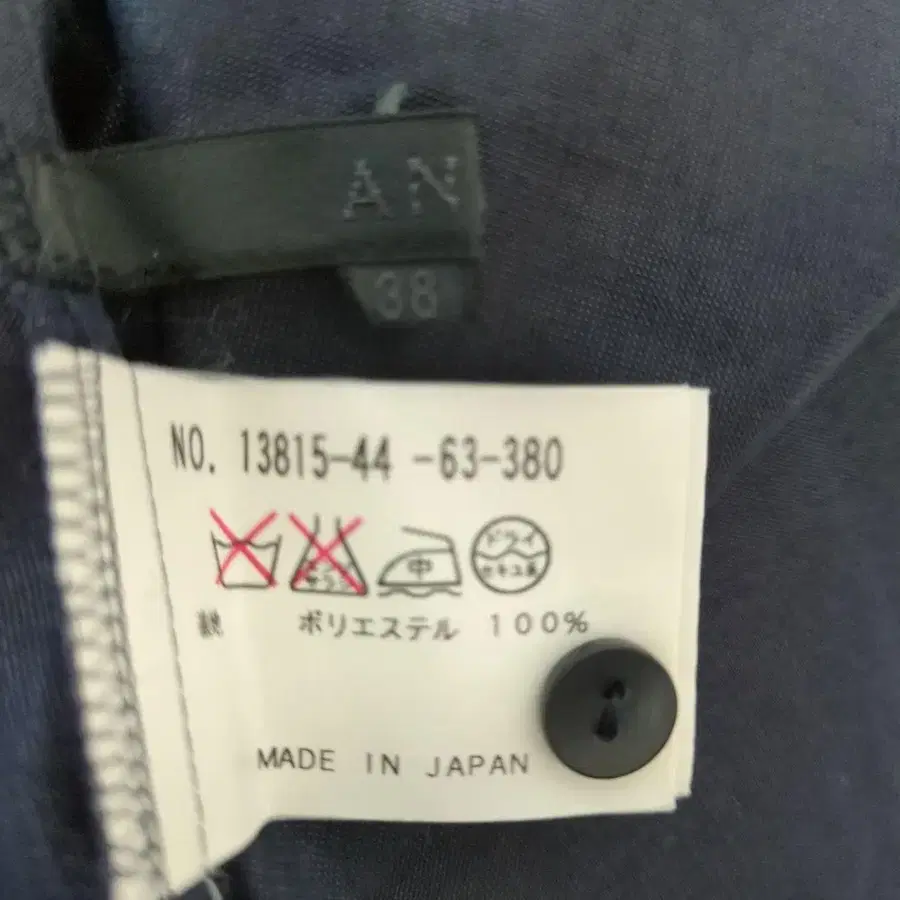 AN
38
NO. 13815-44 -63-380
中
ドライ
セキユ系
ポリエステル 100%
MADE IN JAPAN